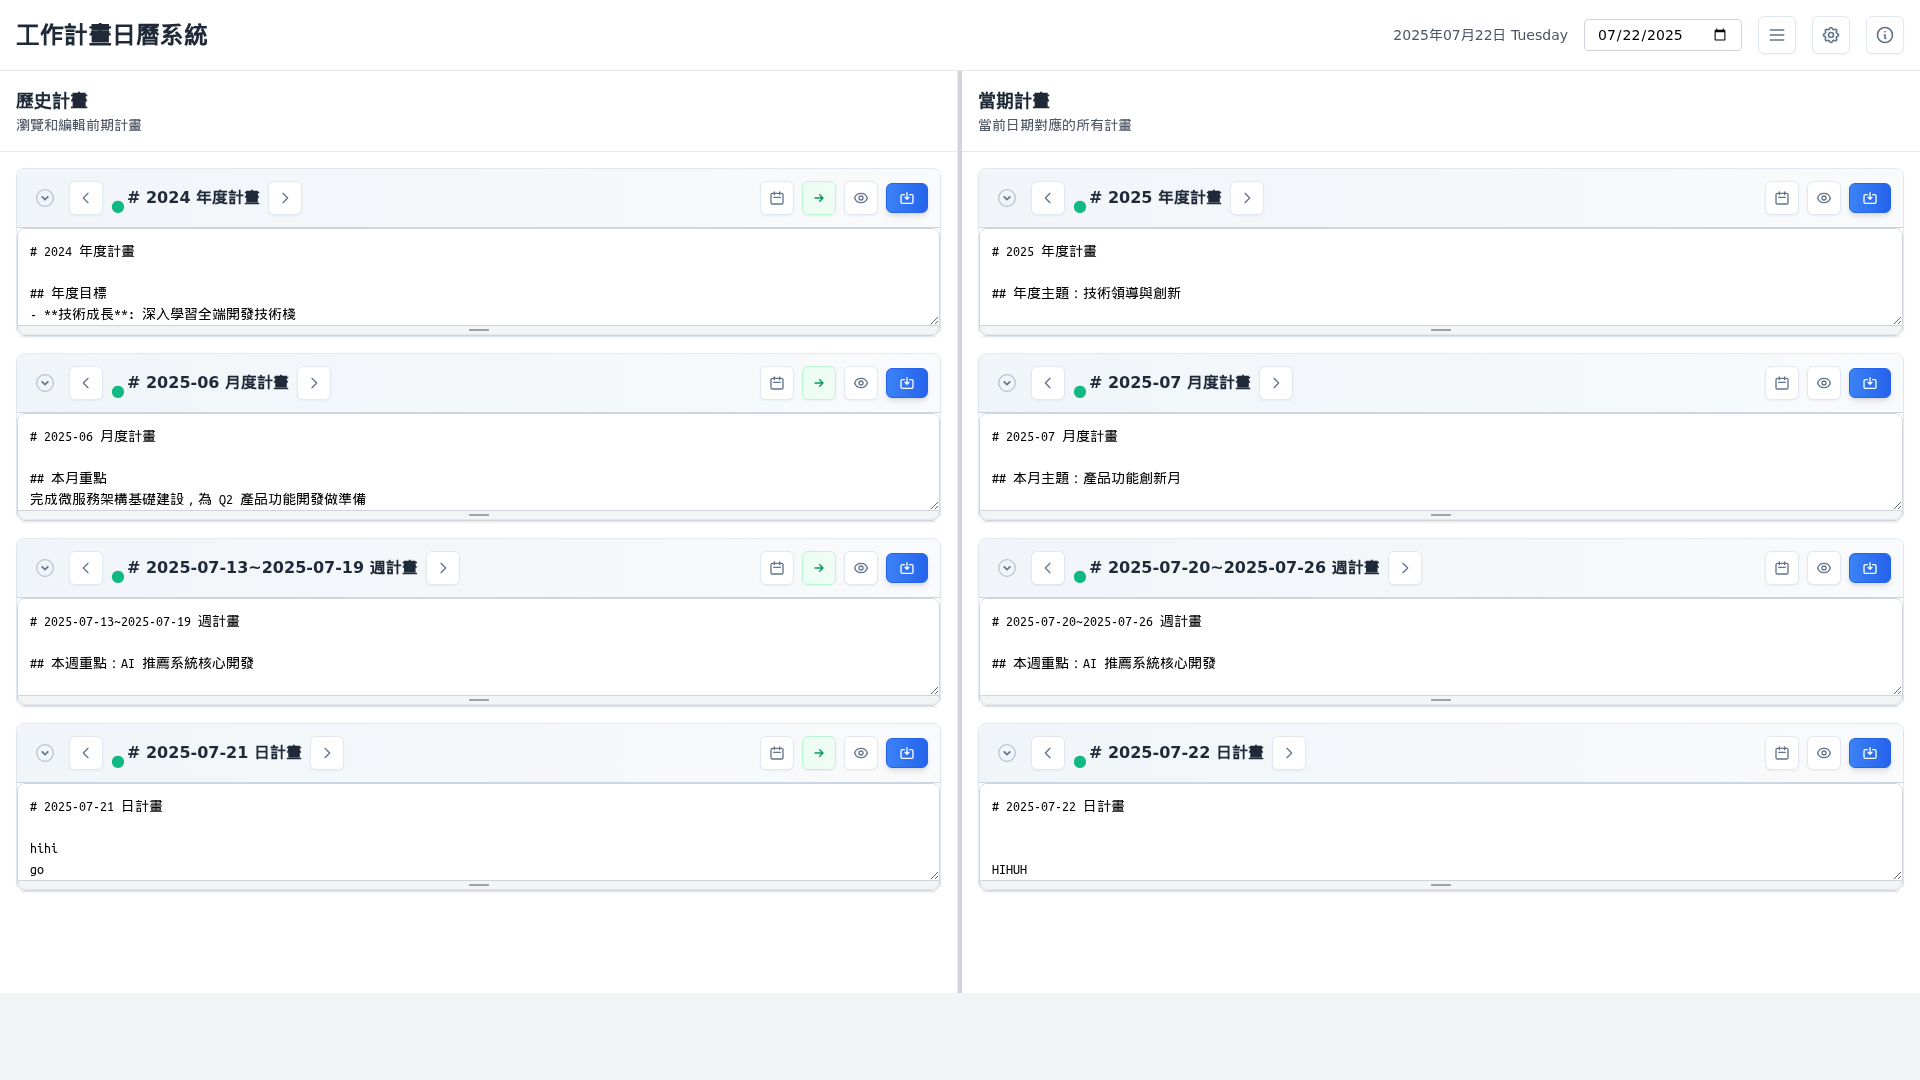 工作計畫日曆系統
2025年07月22日 Tuesday
07/22/2025
歷史計畫
瀏覽和編輯前期計畫
# 2024 年度計畫
# 2024 年度計畫
## 年度目標
- **技術成長**: 深入學習全端開發技術棧
# 2025-06 月度計畫
# 2025-06 月度計畫
## 本月重點
完成微服務架構基礎建設，為 Q2 產品功能開發做準備
# 2025-07-13~2025-07-19 週計畫
# 2025-07-13~2025-07-19 週計畫
## 本週重點：AI 推薦系統核心開發
# 2025-07-21 日計畫
# 2025-07-21 日計畫
hihi
go
當期計畫
當前日期對應的所有計畫
# 2025 年度計畫
# 2025 年度計畫
## 年度主題：技術領導與創新
# 2025-07 月度計畫
# 2025-07 月度計畫
## 本月主題：產品功能創新月
# 2025-07-20~2025-07-26 週計畫
# 2025-07-20~2025-07-26 週計畫
## 本週重點：AI 推薦系統核心開發
# 2025-07-22 日計畫
# 2025-07-22 日計畫
HIHUH